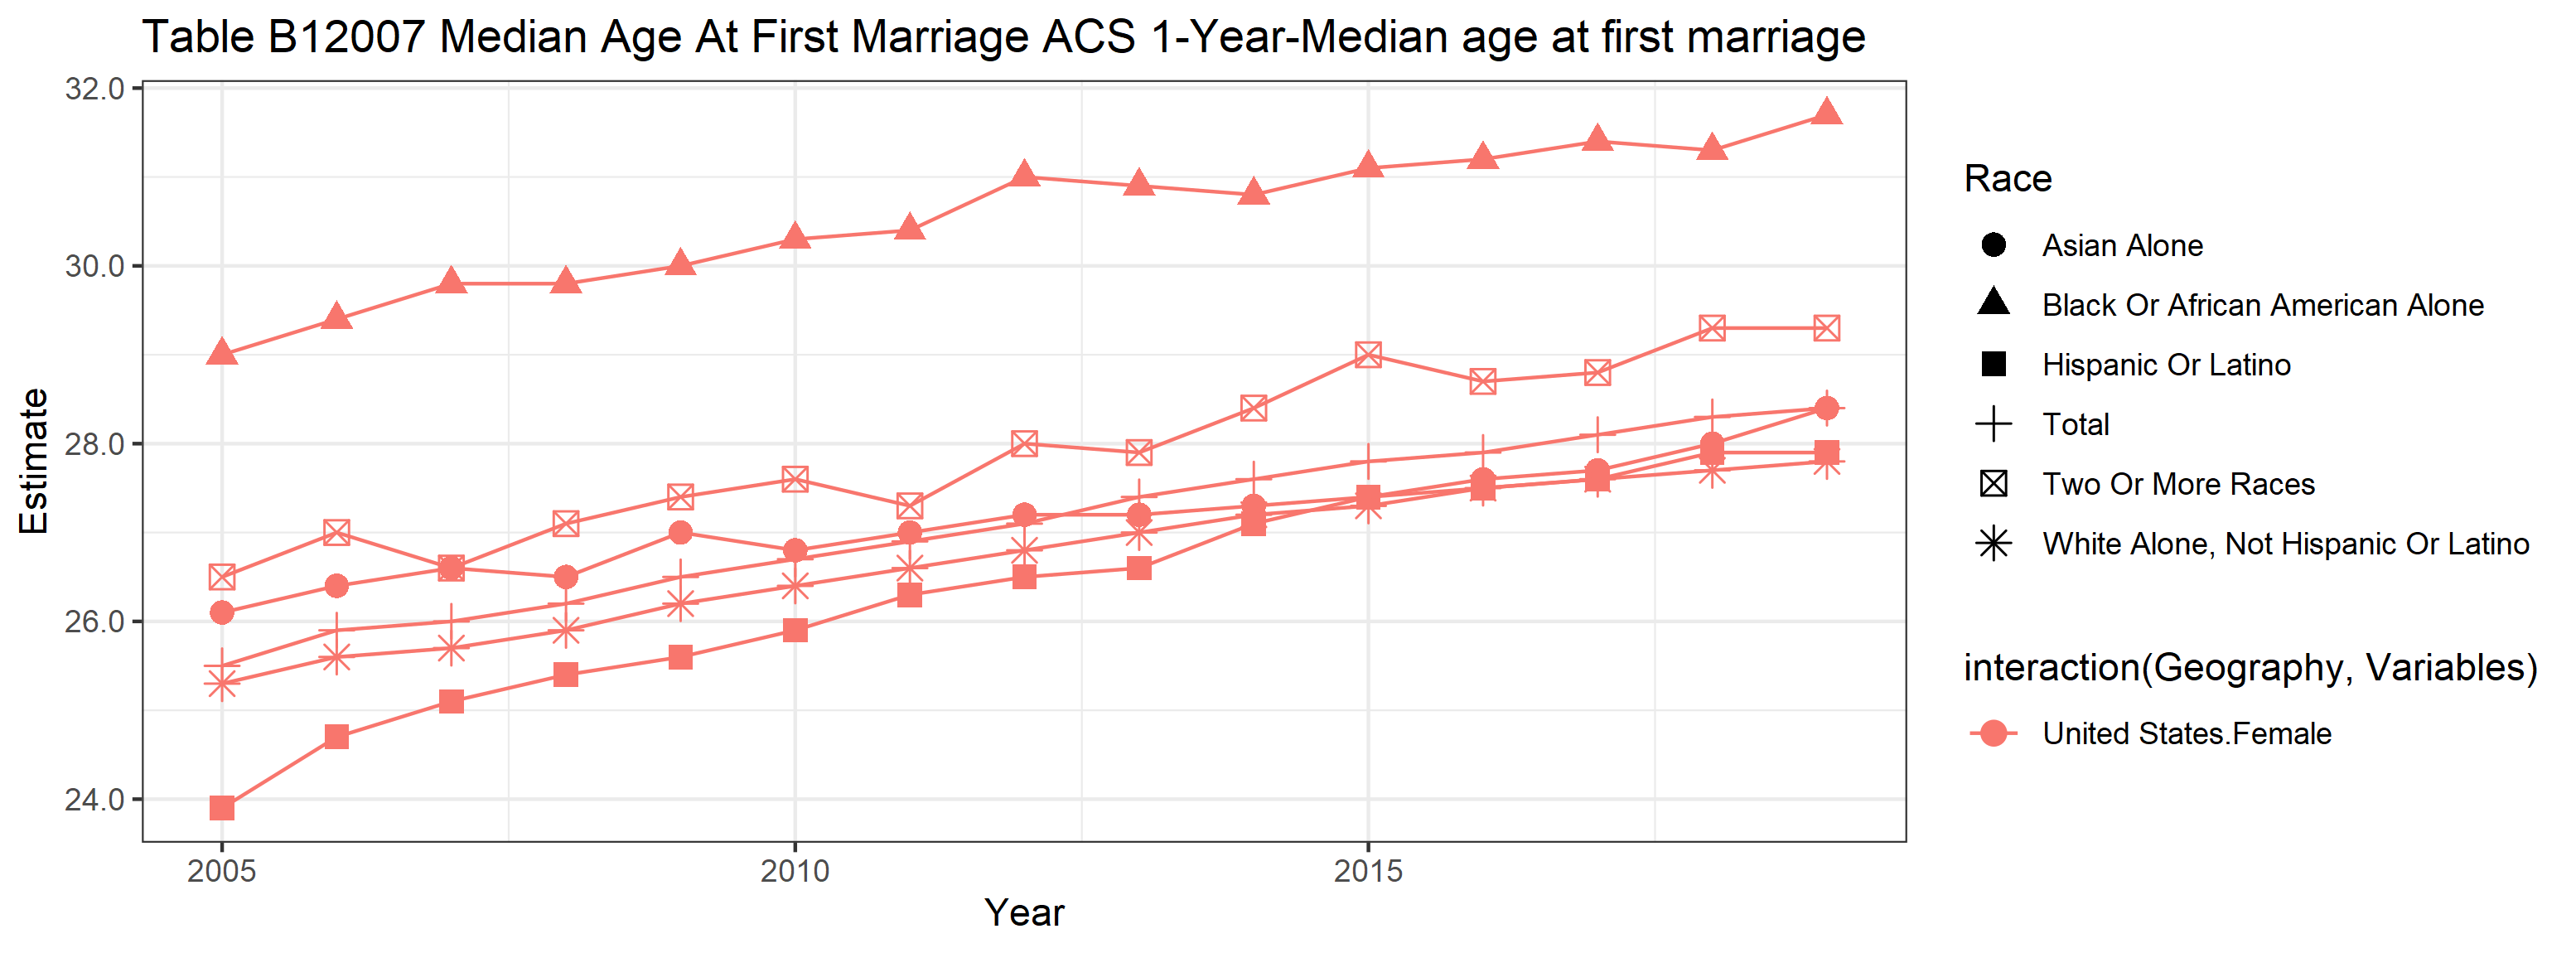 Table B12007 Median Age At First Marriage ACS 1-Year-Median age at first marriage
32.0
30.0
28.0
26.0
24.0
Estimate
2005
2010
2015
Year
Race
Asian Alone
Black Or African American Alone
Hispanic Or Latino
Total
Two Or More Races
White Alone, Not Hispanic Or Latino
interaction(Geography, Variables)
United States.Female